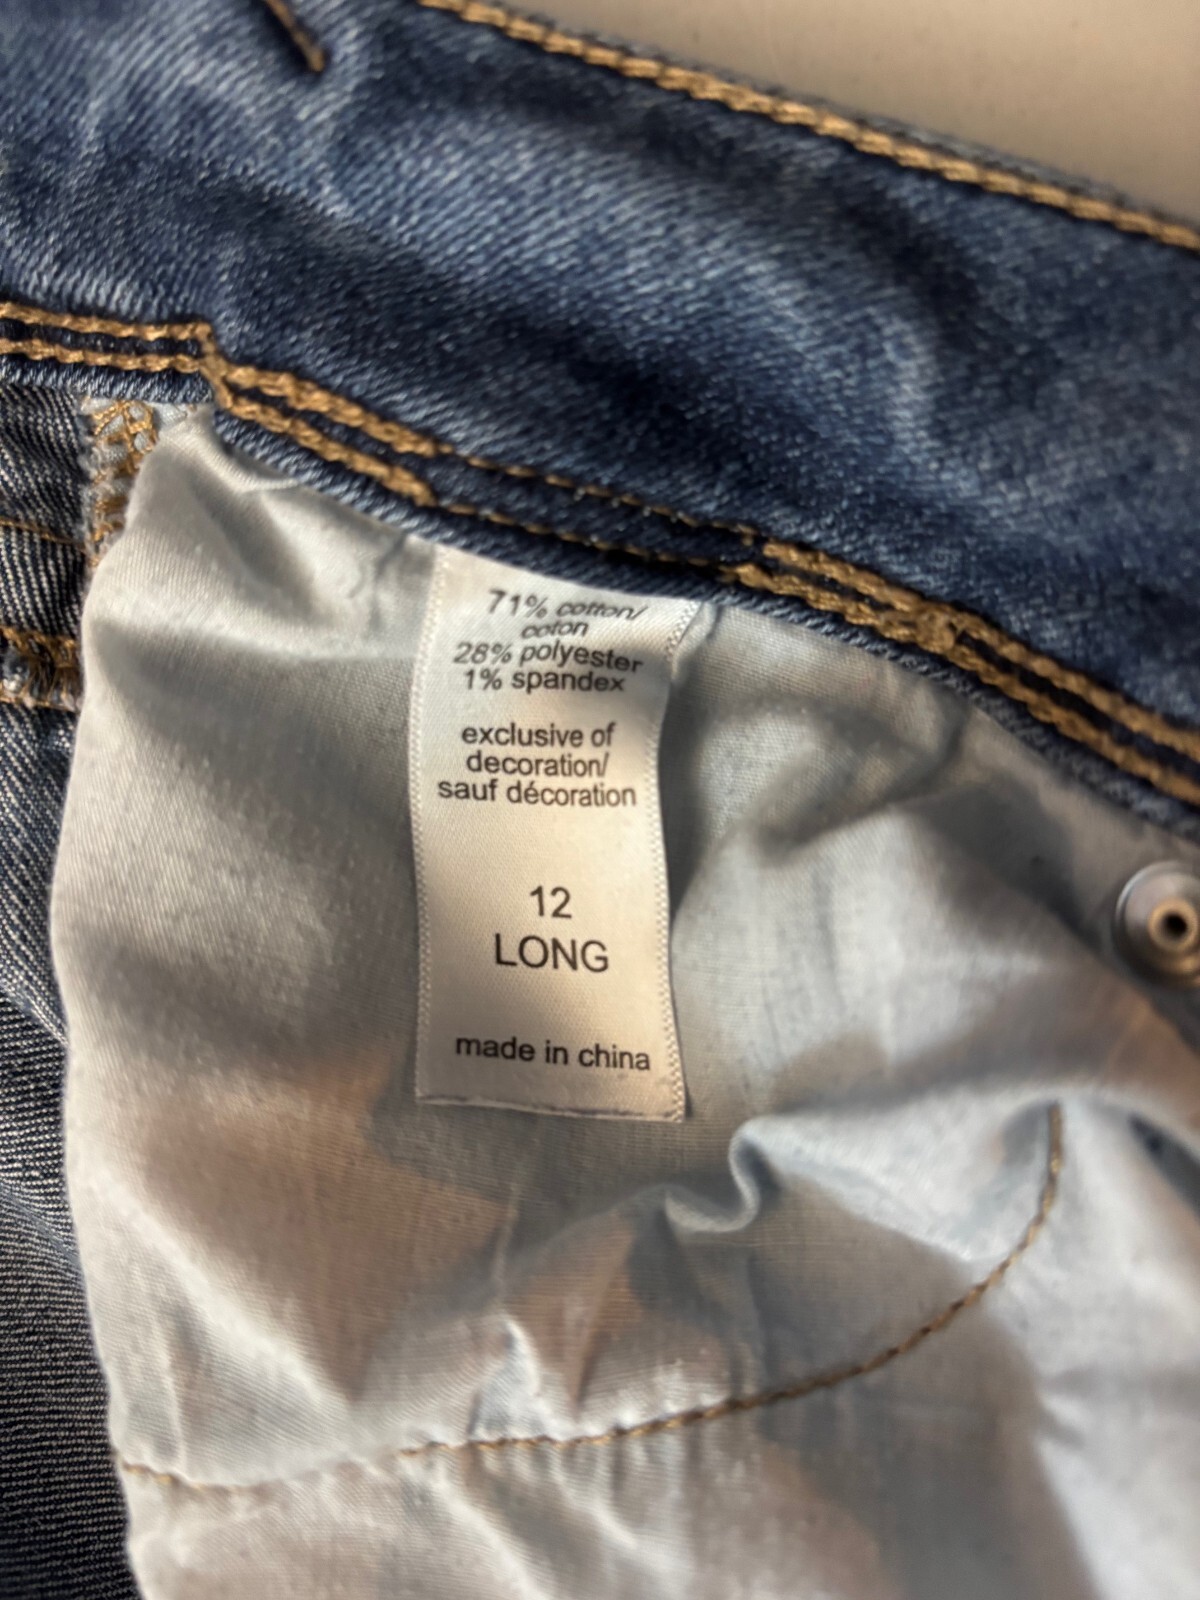 71% cotton/
coton
28% polyester
1% spandex
exclusive of
decoration/
sauf décoration
12
LONG
made in china